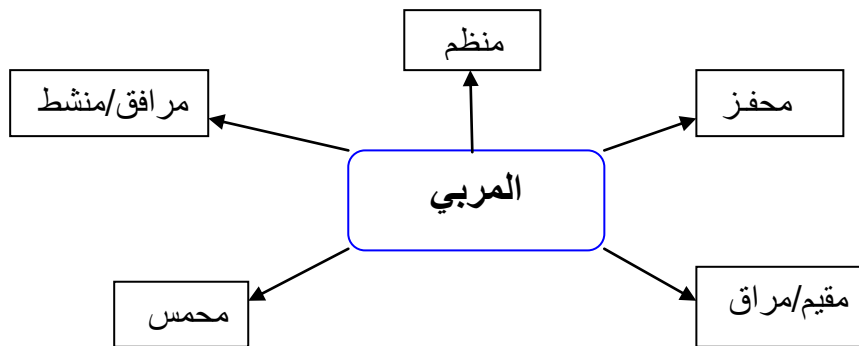 منظم
محفز
مرافق/منشط
المربي
مقيم/مراق
محمس